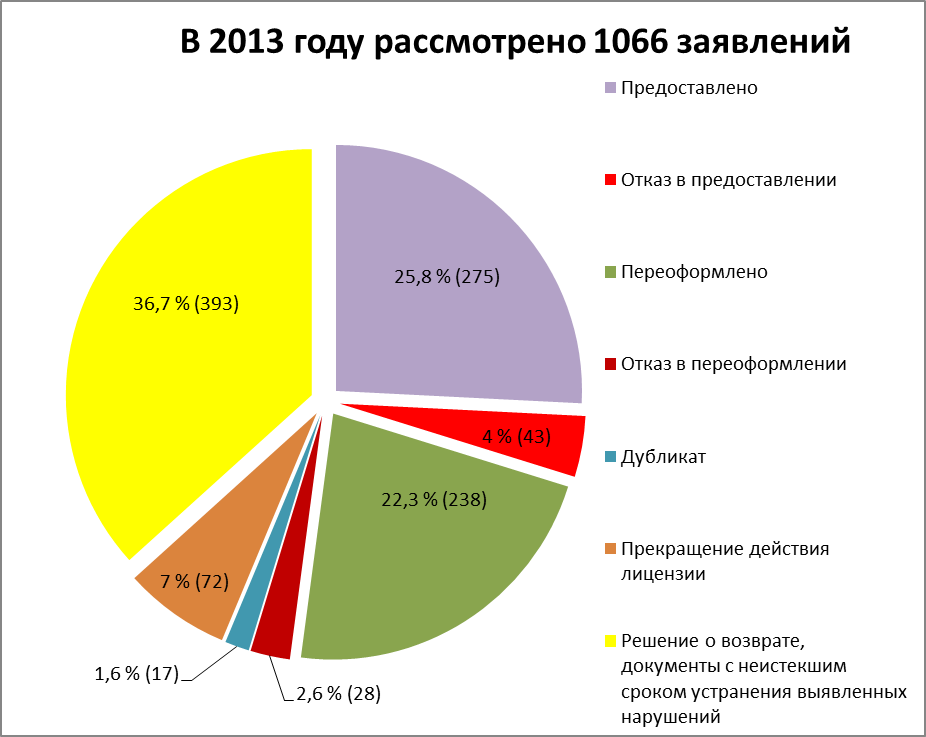 В 2013 году рассмотрено 1066 заявлений
Предоставлено
Отказ в предоставлении
Переоформлено
Отказ в переоформлении
Дубликат
Прекращение действия
лицензии
Решение о возврате,
документы с неистекшим
сроком устранения выявленных
нарушений
25,8 % (275)
4 % (43)
22,3 % (238)
2,6 % (28)
1,6 % (17)
7 % (72)
36,7 % (393)